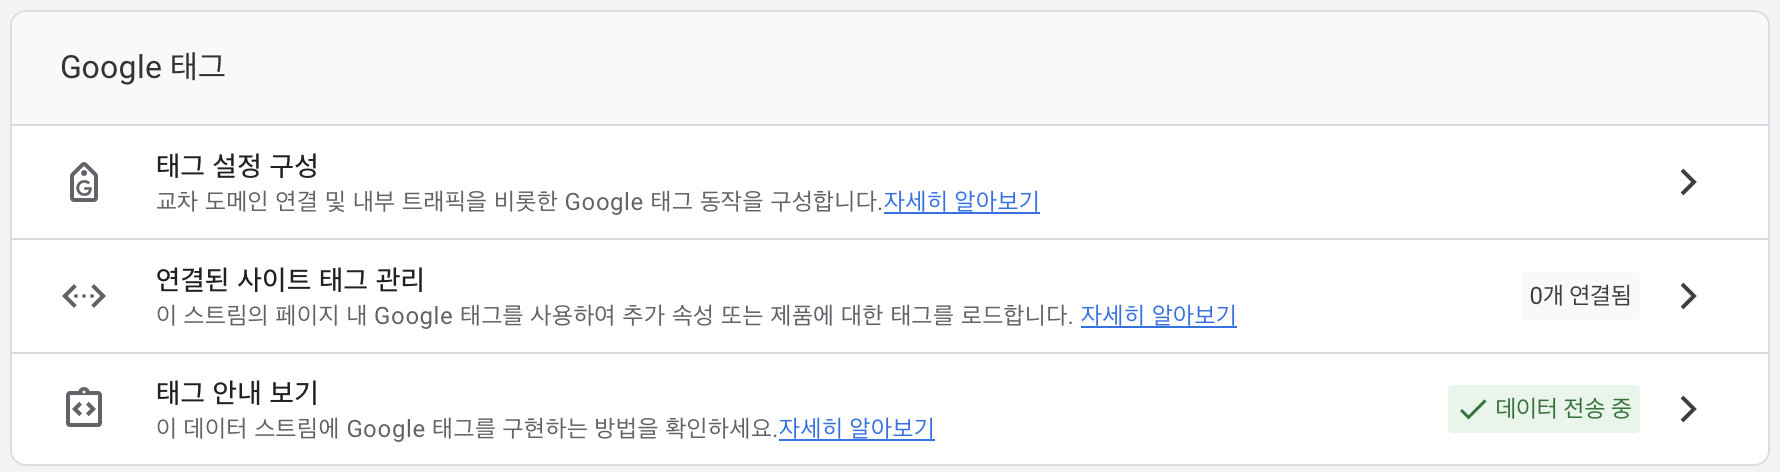 Google 태그
태그 설정 구성
교차 도메인 연결 및 내부 트래픽을 비롯한 Google 태그 동작을 구성합니다.자세히 알아보기
연결된 사이트 태그 관리
이 스트림의 페이지 내 Google 태그를 사용하여 추가 속성 또는 제품에 대한 태그를 로드합니다. 자세히 알아보기
0개 연결됨
태그 안내 보기
이 데이터 스트림에 Google 태그를 구현하는 방법을 확인하세요.자세히 알아보기
데이터 전송 중